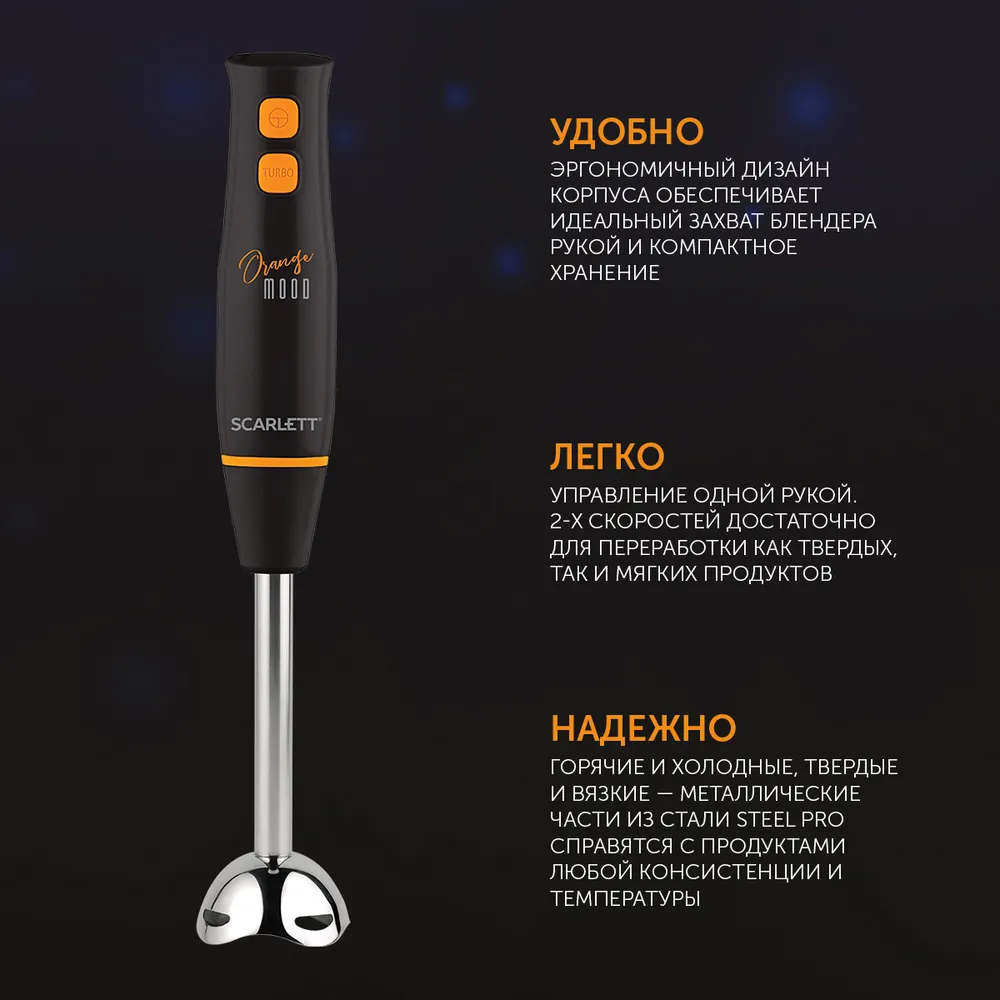 TURBO
Orange
MOOD
SCARLETT®
УДОБНО
ЭРГОНОМИЧНЫЙ ДИЗАЙН
КОРПУСА ОБЕСПЕЧИВАЕТ
ИДЕАЛЬНЫЙ ЗАХВАТ БЛЕНДЕРА
РУКОЙ И КОМПАКТНОЕ
ХРАНЕНИЕ
ЛЕГКО
УПРАВЛЕНИЕ ОДНОЙ РУКОЙ.
2-Х СКОРОСТЕЙ ДОСТАТОЧНО
ДЛЯ ПЕРЕРАБОТКИ КАК ТВЕРДЫХ,
ТАК И МЯГКИХ ПРОДУКТОВ
НАДЕЖНО
ГОРЯЧИЕ И ХОЛОДНЫЕ, ТВЕРДЫЕ
И ВЯЗКИЕ — МЕТАЛЛИЧЕСКИЕ
ЧАСТИ ИЗ СТАЛИ STEEL PRO
СПРАВЯТСЯ С ПРОДУКТАМИ
ЛЮБОЙ КОНСИСТЕНЦИИ И
ТЕМПЕРАТУРЫ